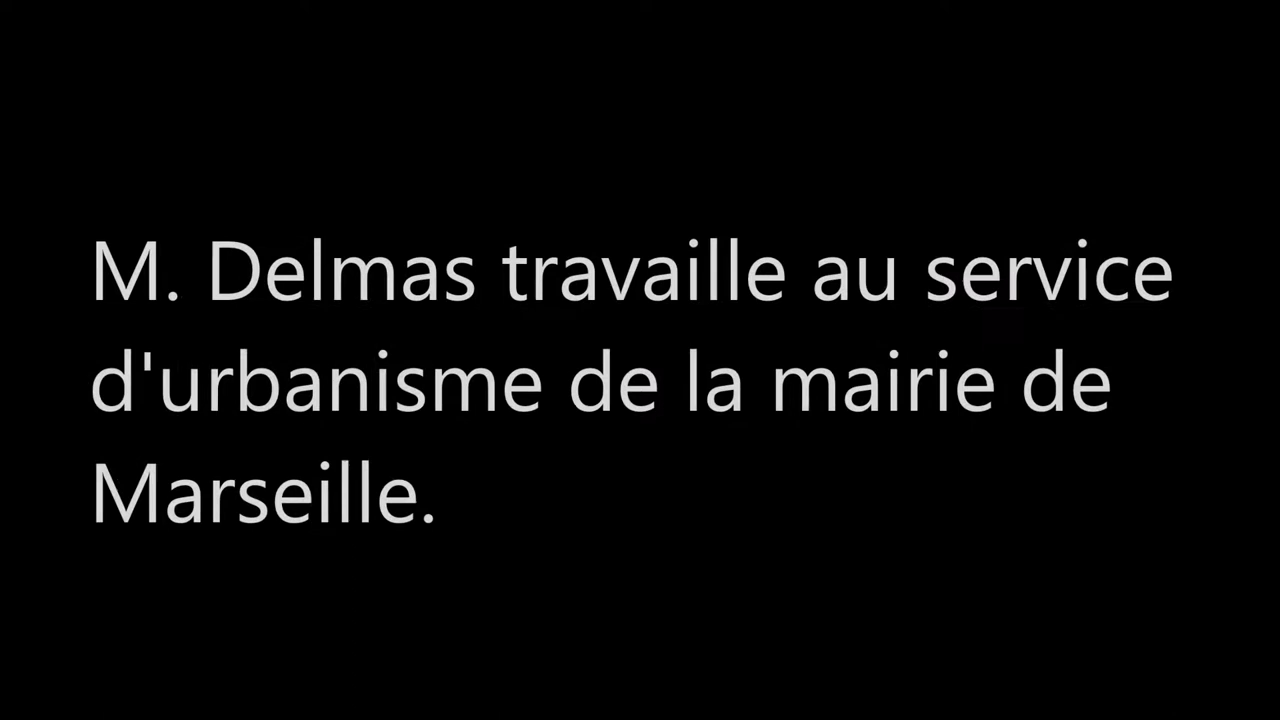 M. Delmas travaille au service
d'urbanisme de la mairie de
Marseille.